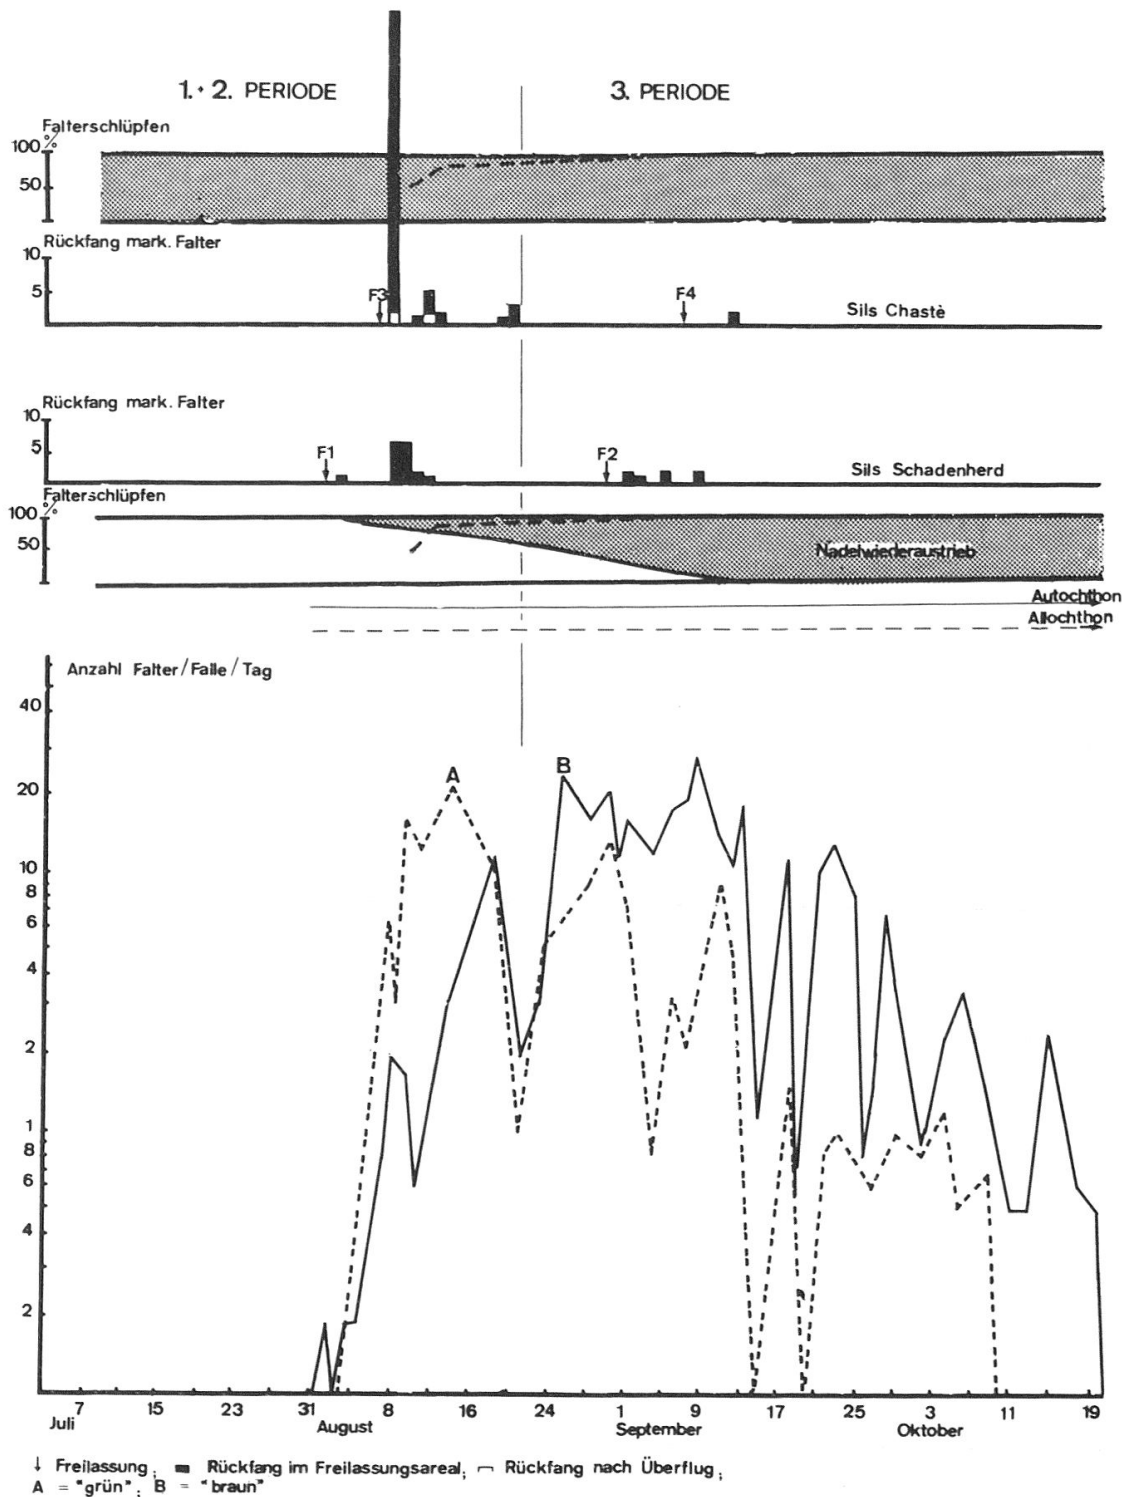 1. + 2. PERIODE
3. PERIODE
Falterschlüpfen
%
100
50
Rückfang mark. Falter
10
5
F3
F4
Sils Chastè
Rückfang mark. Falter
10
5
F1
F2
Sils Schadenherd
Falterschlüpfen
%
100
50
Nadelwiederaustrieb
Autochthon
Allochthon
Anzahl Falter/Falle/Tag
40
20
10
8
6
4
2
1
8
6
4
2
A
B
7 15 23 31 8 16 24 1 9 17 25 3 11 19
Juli August September Oktober
↓ Freilassung; Rückfang im Freilassungsareal; Rückfang nach Überflug;
A = "grün"; B = "braun"